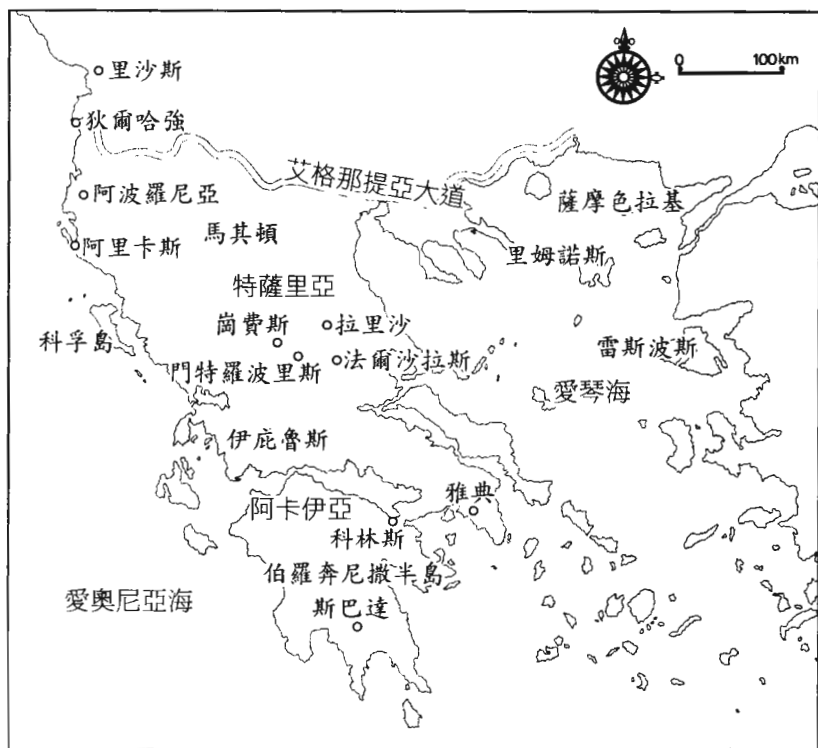 0 100km
里沙斯
狄爾哈強
艾格那提亞大道
阿波羅尼亞
薩摩色拉基
馬其頓
阿里卡斯
里姆諾斯
特薩里亞
崗費斯
拉里沙
科孚島
雷斯波斯
門特羅波里斯
法爾沙拉斯
愛琴海
伊庇魯斯
雅典
阿卡伊亞
科林斯
伯羅奔尼撒半島
愛奧尼亞海
斯巴達